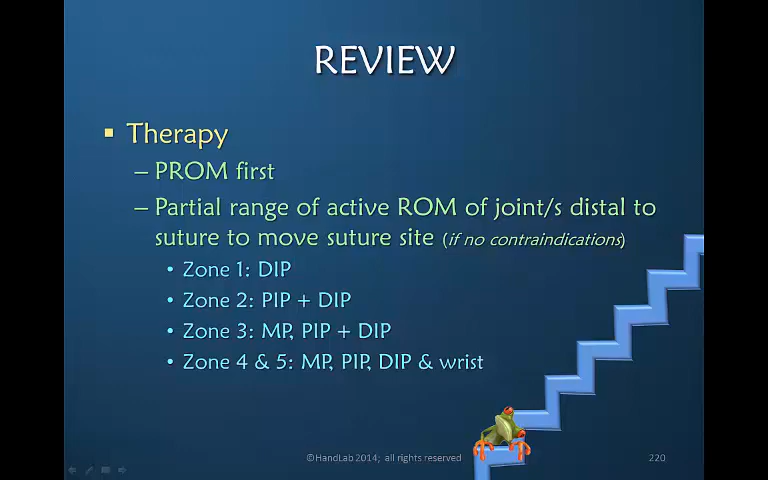 REVIEW
▪ Therapy
– PROM first
– Partial range of active ROM of joint/s distal to
suture to move suture site (if no contraindications)
• Zone 1: DIP
• Zone 2: PIP + DIP
• Zone 3: MP, PIP + DIP
• Zone 4 & 5: MP, PIP, DIP & wrist
©HandLab 2014; all rights reserved
220